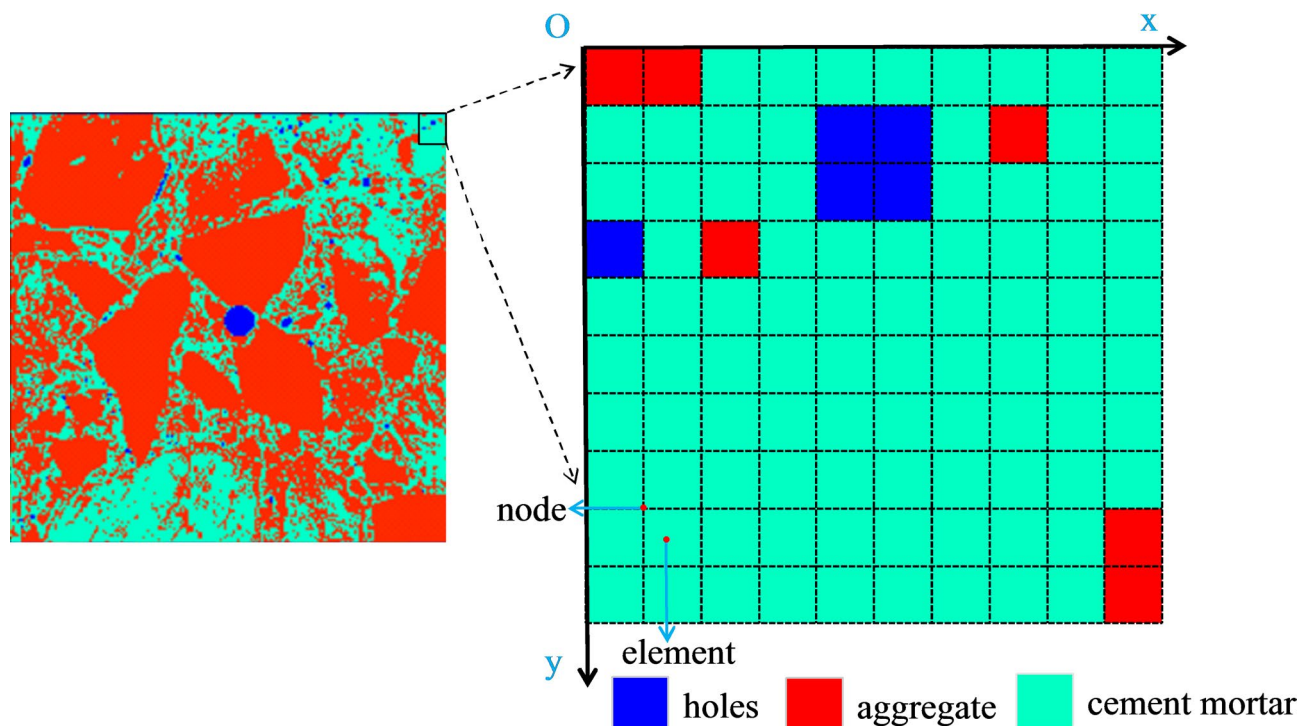 O
x
node
element
y
holes
aggregate
cement mortar